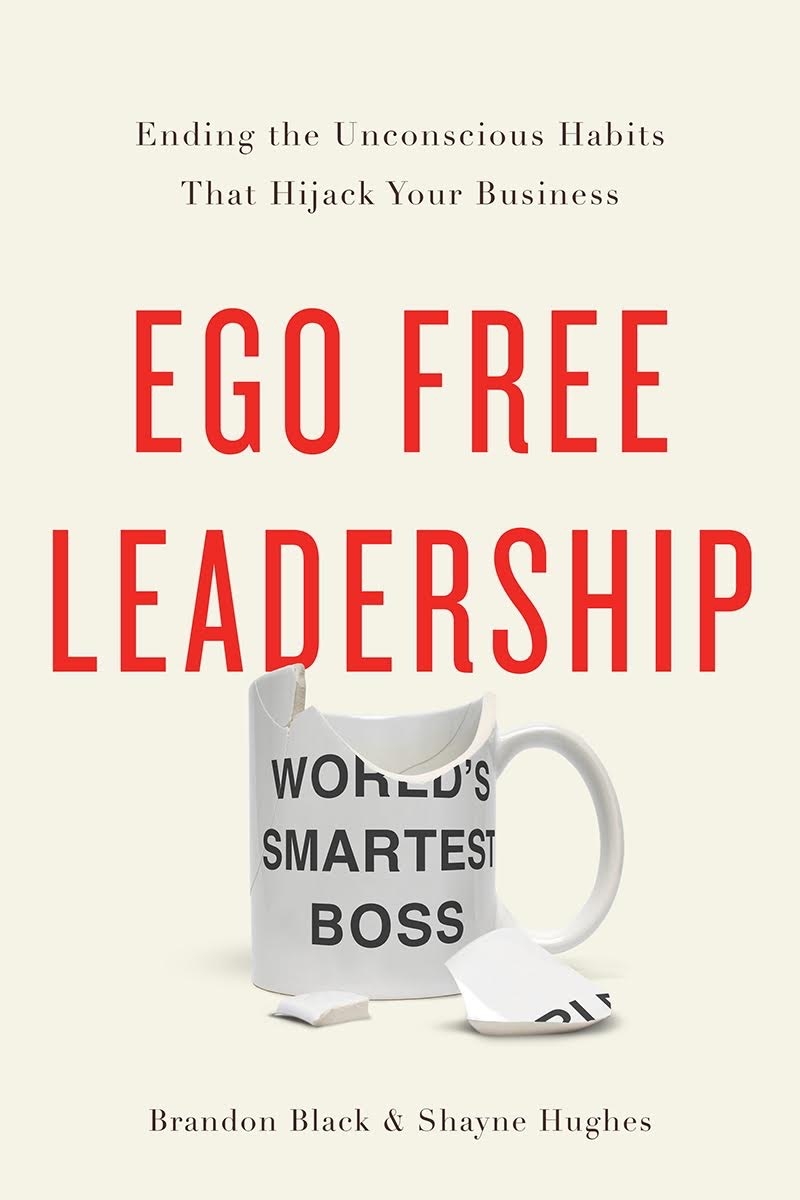 Ending the Unconscious Habits
That Hijack Your Business
EGO FREE
LEADERSHIP
WORLD'S
SMARTEST
BOSS
Brandon Black & Shayne Hughes